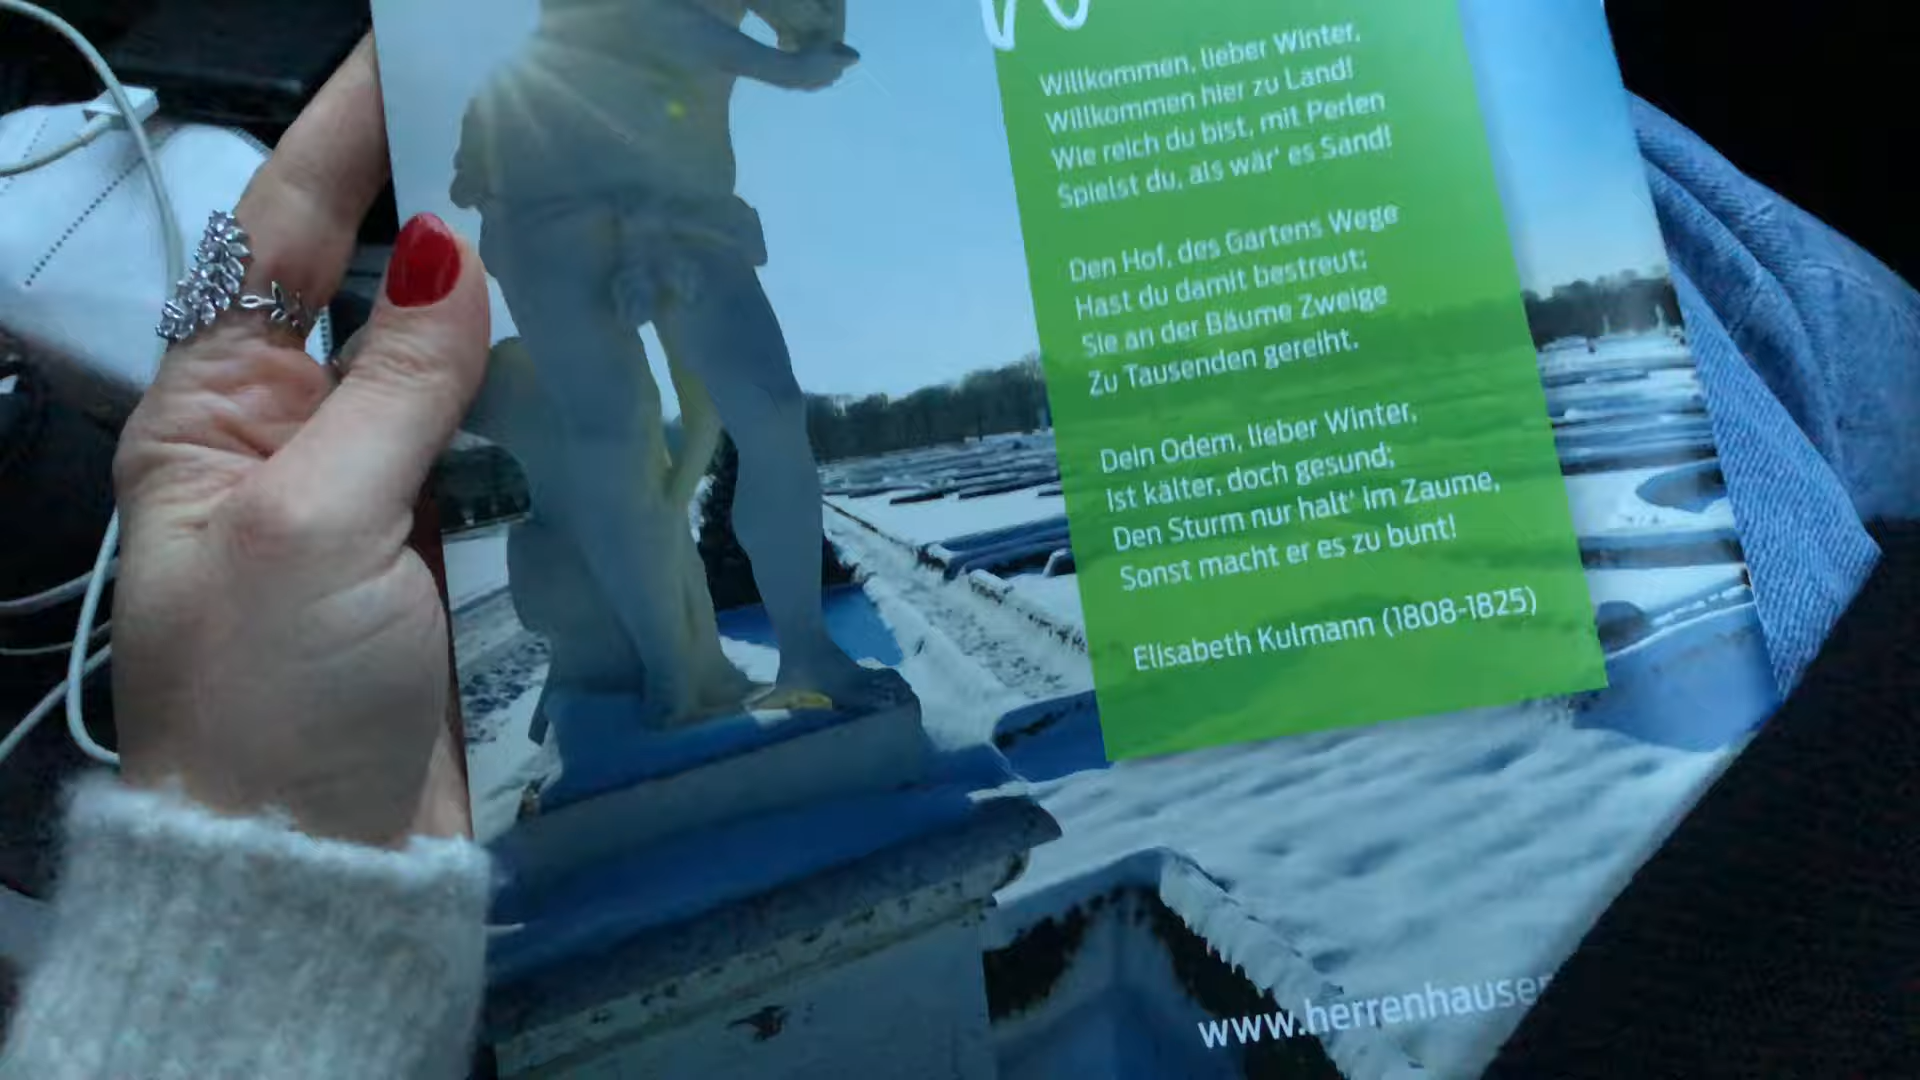 Willkommen, lieber Winter,
Willkommen hier zu Land!
Wie reich du bist, mit Perlen
Spielst du, als wär' es Sand!
Den Hof, des Gartens Wege
Hast du damit bestreut;
Sie an der Bäume Zweige
Zu Tausenden gereiht.
Dein Odem, lieber Winter,
Ist kälter, doch gesund;
Den Sturm nur halt' im Zaume,
Sonst macht er es zu bunt!
Elisabeth Kulmann (1808-1825)
www.herrenhauser